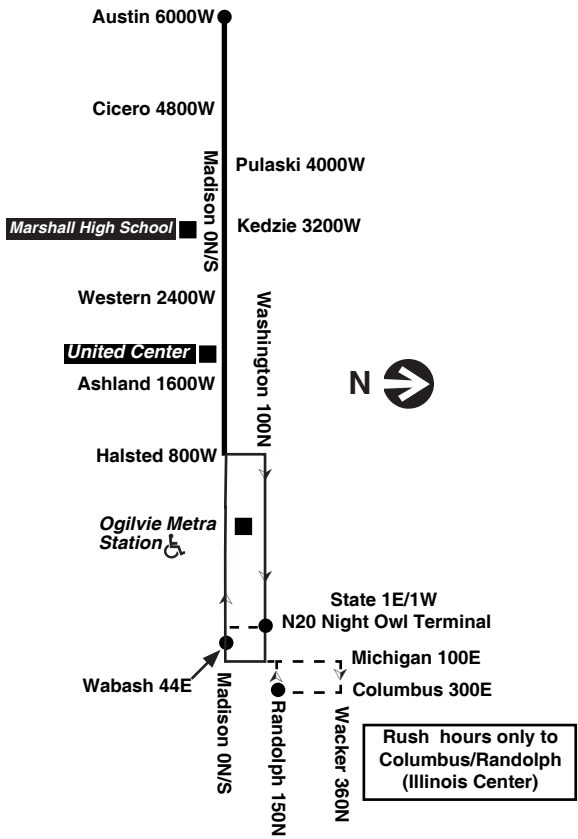 Austin 6000W
Cicero 4800W
Madison 0N/S
Pulaski 4000W
Marshall High School
Kedzie 3200W
Western 2400W
Washington 100N
United Center
Ashland 1600W
N
Halsted 800W
Ogilvie Metra
Station
State 1E/1W
N20 Night Owl Terminal
Michigan 100E
Wabash 44E
Columbus 300E
Madison 0N/S
Randolph 150N
Wacker 360N
Rush hours only to
Columbus/Randolph
(Illinois Center)